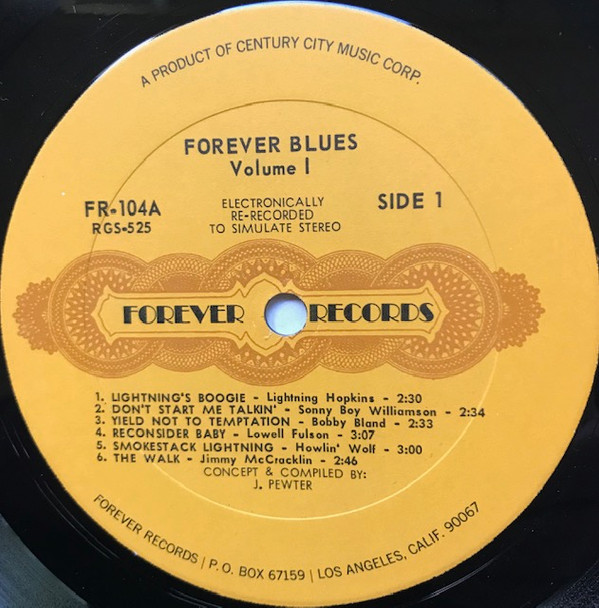 A PRODUCT OF CENTURY CITY MUSIC CORP.
FOREVER BLUES
Volume I
FR-104A
RGS-525
ELECTRONICALLY
RE-RECORDED
TO SIMULATE STEREO
SIDE 1
FOREVER RECORDS
1. LIGHTNING'S BOOGIE - Lightning Hopkins - 2:30
2. DON'T START ME TALKIN' - Sonny Boy Williamson - 2:34
3. YIELD NOT TO TEMPTATION - Bobby Bland - 2:33
4. RECONSIDER BABY - Lowell Fulson - 3:07
5. SMOKESTACK LIGHTNING - Howlin' Wolf - 3:00
6. THE WALK - Jimmy McCracklin - 2:46
CONCEPT & COMPILED BY:
J. PEWTER
FOREVER RECORDS | P.O. BOX 67159 | LOS ANGELES, CALIF. 90067